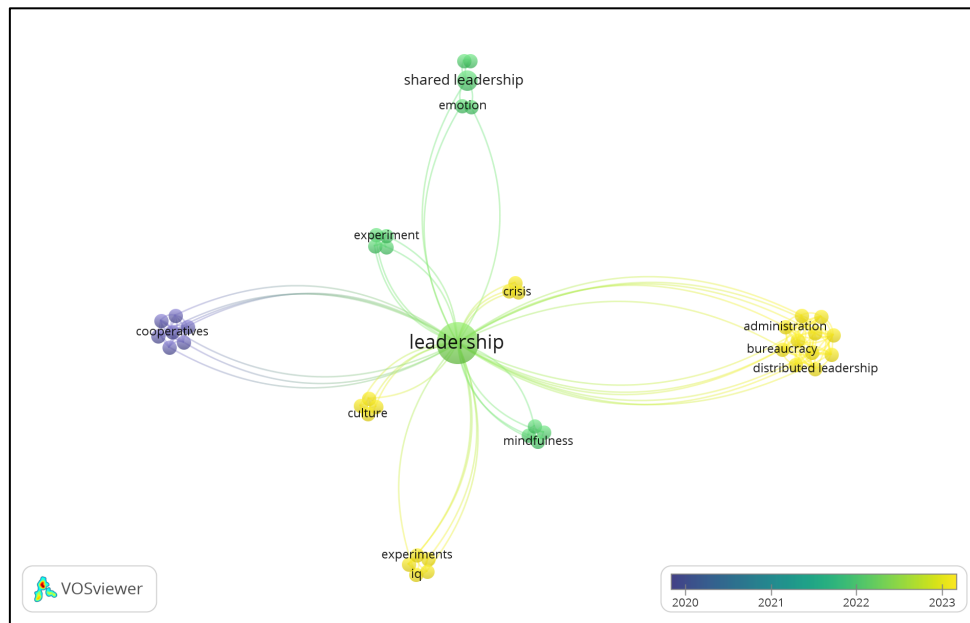 shared leadership
emotion
experiment
crisis
cooperatives
leadership
administration
bureaucracy
distributed leadership
culture
mindfulness
experiments
iq
VOSviewer
2020 2021 2022 2023